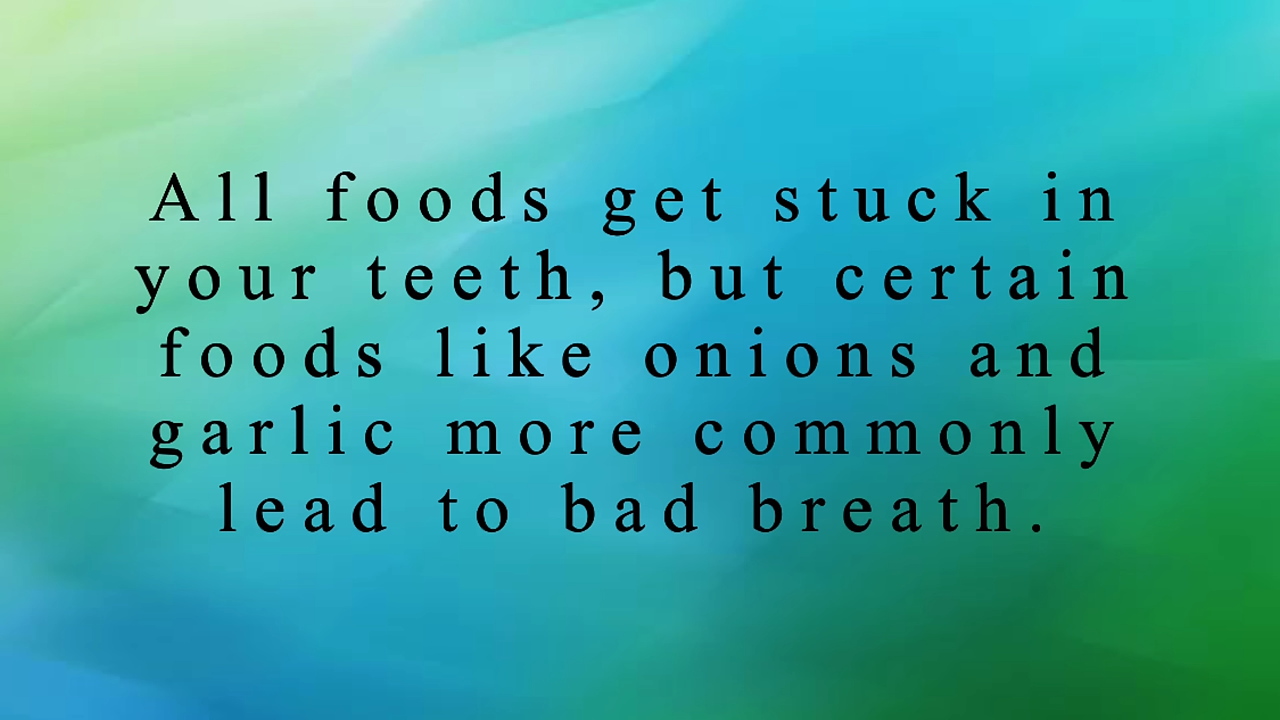 All foods get stuck in
your teeth, but certain
foods like onions and
garlic more commonly
lead to bad breath.